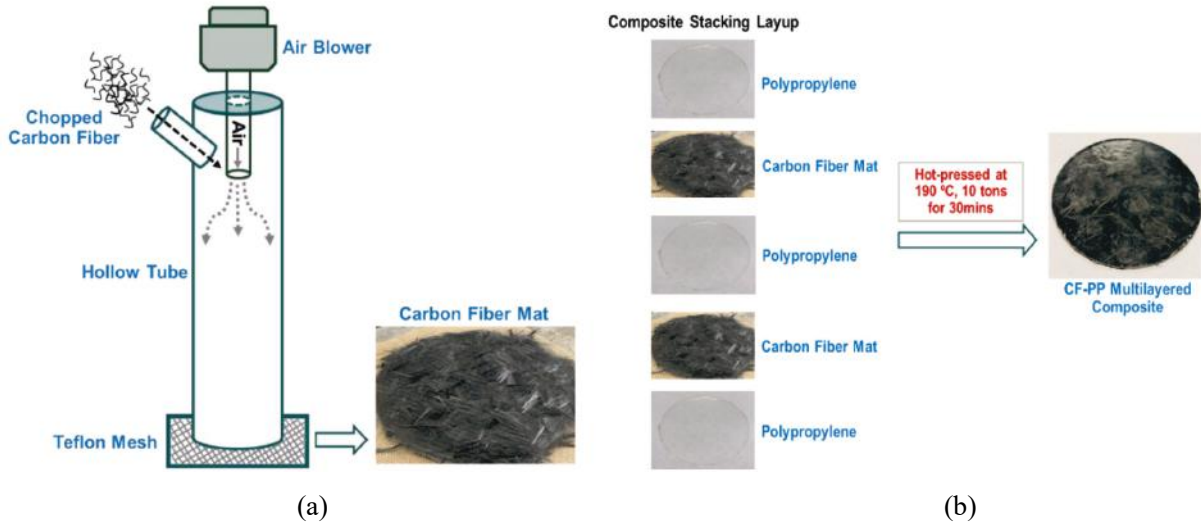 Air Blower
Chopped
Carbon Fiber
Air
Hollow Tube
Carbon Fiber Mat
Teflon Mesh
(a)
Composite Stacking Layup
Polypropylene
Carbon Fiber Mat
Polypropylene
Carbon Fiber Mat
Polypropylene
Hot-pressed at
190 ºC, 10 tons
for 30mins
CF-PP Multilayered
Composite
(b)